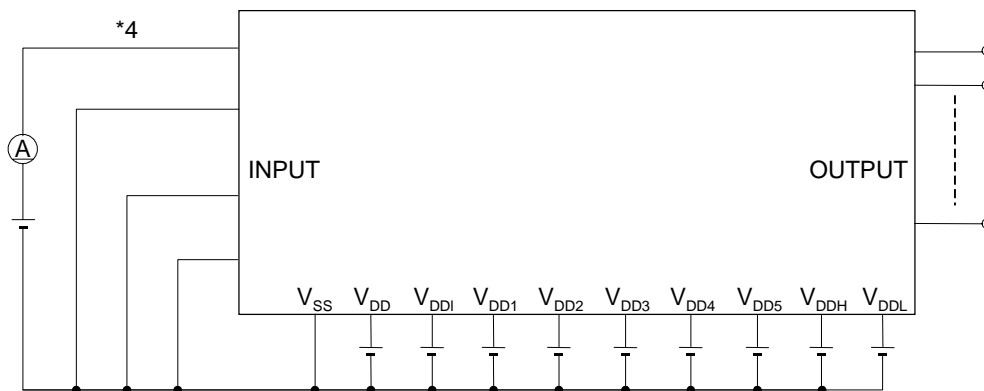 *4
A
INPUT OUTPUT
VSS VDD VDDI VDD1 VDD2 VDD3 VDD4 VDD5 VDDH VDDL